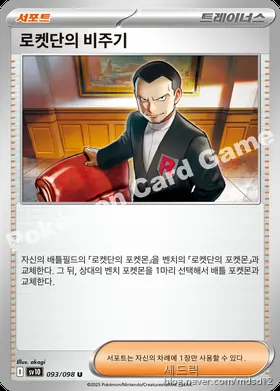 서포트
트레이너스
로켓단의 비주기
R
Pokémon Card Game
자신의 배틀필드의 「로켓단의 포켓몬」을 벤치의 「로켓단의 포켓몬」과
교체한다. 그 뒤, 상대의 벤치 포켓몬을 1마리 선택해서 배틀 포켓몬과
교체한다.
Illus. akagi
서포트는 자신의 차례에 1장만 사용할 수 있다.
sv10 093/098 U
세드릭
©2025 Pokémon/Nintendo/Creatures/GAME FREAK